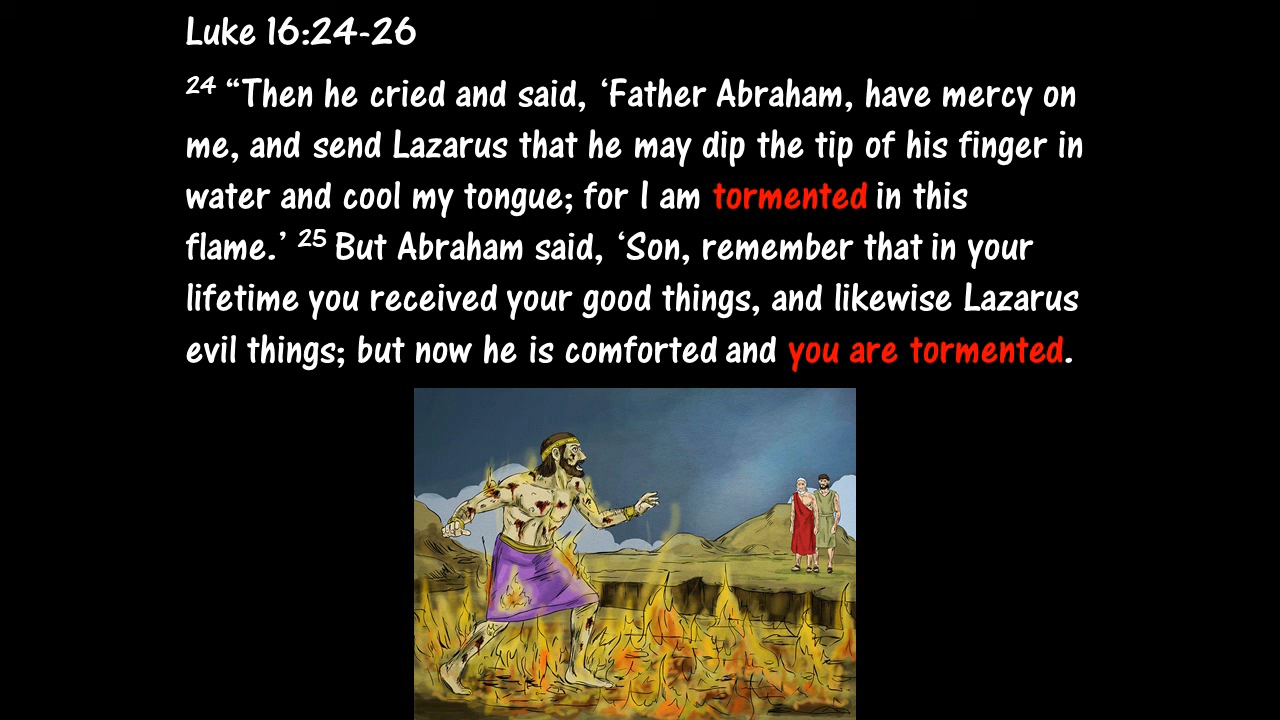 Luke 16:24-26
24 “Then he cried and said, ‘Father Abraham, have mercy on
me, and send Lazarus that he may dip the tip of his finger in
water and cool my tongue; for I am tormented in this
flame.’ 25 But Abraham said, ‘Son, remember that in your
lifetime you received your good things, and likewise Lazarus
evil things; but now he is comforted and you are tormented.